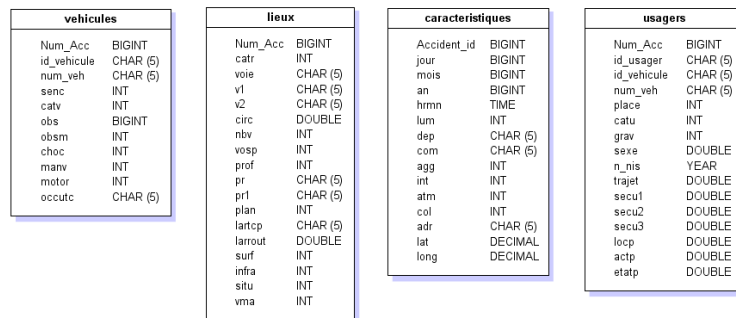 vehicules
Num_Acc BIGINT
id_vehicule CHAR (5)
num_veh CHAR (5)
senc INT
catv INT
obs BIGINT
obsm INT
choc INT
manv INT
motor INT
occutc CHAR (5)
lieux
Num_Acc BIGINT
catr INT
voie CHAR (5)
v1 CHAR (5)
v2 CHAR (5)
circ DOUBLE
nbv INT
vosp INT
prof INT
pr CHAR (5)
pr1 CHAR (5)
plan INT
lartcp CHAR (5)
larrout DOUBLE
surf INT
infra INT
situ INT
vma INT
caracteristiques
Accident_id BIGINT
jour BIGINT
mois BIGINT
an BIGINT
hrmn TIME
lum INT
dep CHAR (5)
com CHAR (5)
agg INT
int INT
atm INT
col INT
adr CHAR (5)
lat DECIMAL
long DECIMAL
usagers
Num_Acc BIGINT
id_usager CHAR (5)
id_vehicule CHAR (5)
num_veh CHAR (5)
place INT
catu INT
grav INT
sexe DOUBLE
n_nis YEAR
trajet DOUBLE
secu1 DOUBLE
secu2 DOUBLE
secu3 DOUBLE
locp DOUBLE
actp DOUBLE
etatp DOUBLE